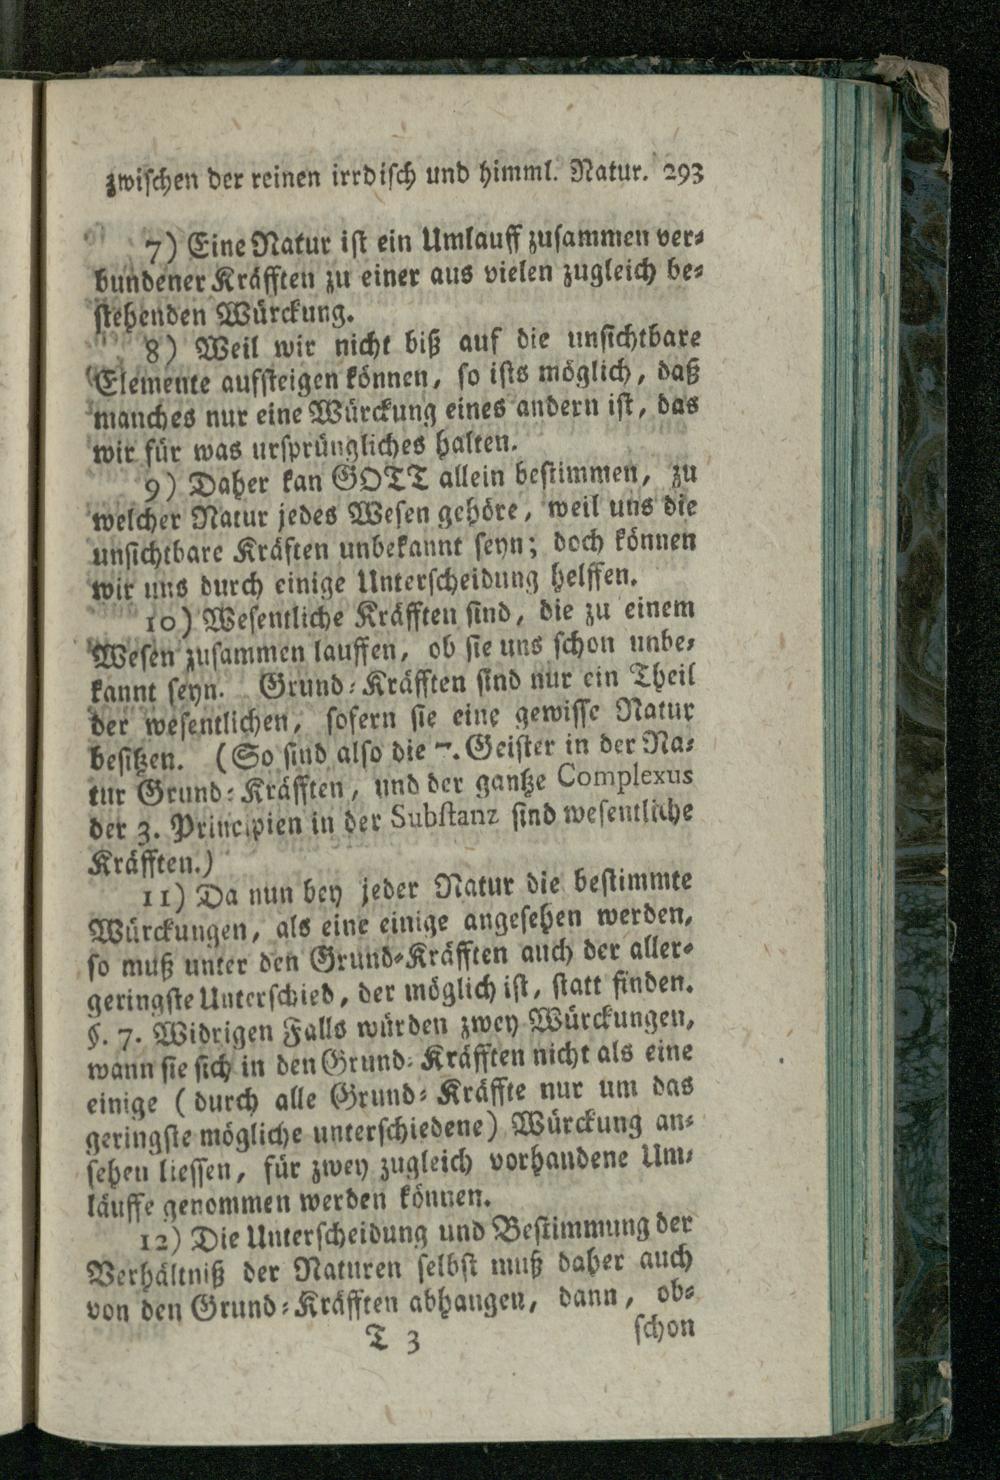 zwischen der reinen irrdisch und himml. Natur. 293
7) Eine Natur ist ein Umlauff zusammen ver-
bundener Kräfften zu einer aus vielen zugleich be-
stehenden Würckung.
8) Weil wir nicht biß auf die unsichtbare
Elemente aufsteigen können, so ists möglich, daß
manches nur eine Würckung eines andern ist, das
wir für was ursprüngliches halten.
9) Daher kan GOTT allein bestimmen, zu
welcher Natur jedes Wesen gehöre, weil uns die
unsichtbare Kräften unbekannt seyn; doch können
wir uns durch einige Unterscheidung helffen.
10) Wesentliche Kräfften sind, die zu einem
Wesen zusammen lauffen, ob sie uns schon unbe-
kannt seyn. Grund-Kräfften sind nur ein Theil
der wesentlichen, sofern sie eine gewisse Natur
besitzen. (So sind also die 7. Geister in der Na-
tur Grund-Kräfften, und der gantze Complexus
der 3. Principien in der Substanz sind wesentliche
Kräfften.)
11) Da nun bey jeder Natur die bestimmte
Würckungen, als eine einige angesehen werden,
so muß unter den Grund-Kräfften auch der aller-
geringste Unterschied, der möglich ist, statt finden.
§. 7. Widrigen Falls würden zwey Würckungen,
wann sie sich in den Grund-Kräfften nicht als eine
einige (durch alle Grund-Kräffte nur um das
geringste mögliche unterschiedene) Würckung an-
sehen liessen, für zwey zugleich vorhandene Um-
läuffe genommen werden können.
12) Die Unterscheidung und Bestimmung der
Verhältniß der Naturen selbst muß daher auch
von den Grund-Kräfften abhangen, dann, ob-
T 3 schon